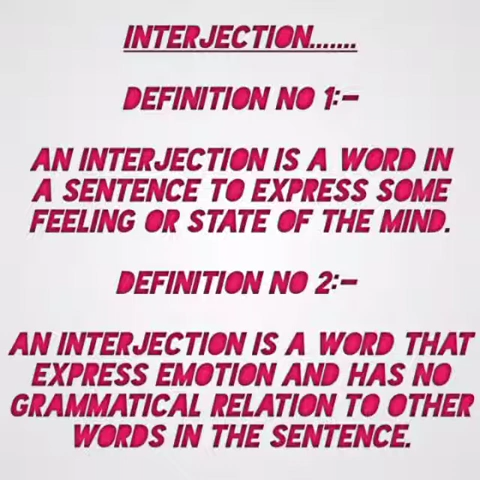 INTERJECTION.......
DEFINITION NO 1:-
AN INTERJECTION IS A WORD IN
A SENTENCE TO EXPRESS SOME
FEELING OR STATE OF THE MIND.
DEFINITION NO 2:-
AN INTERJECTION IS A WORD THAT
EXPRESS EMOTION AND HAS NO
GRAMMATICAL RELATION TO OTHER
WORDS IN THE SENTENCE.